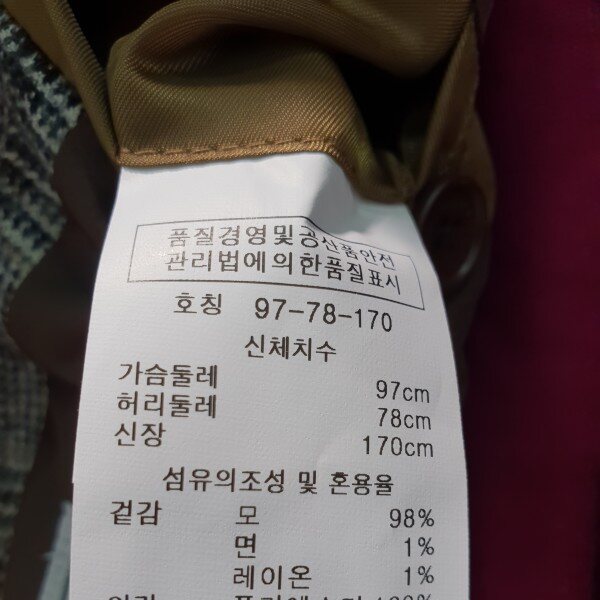 품질경영및공산품안전
관리법에의한품질표시
호칭 97-78-170
신체치수
가슴둘레 97cm
허리둘레 78cm
신장 170cm
섬유의조성 및 혼용율
겉감 모 98%
면 1%
레이온 1%